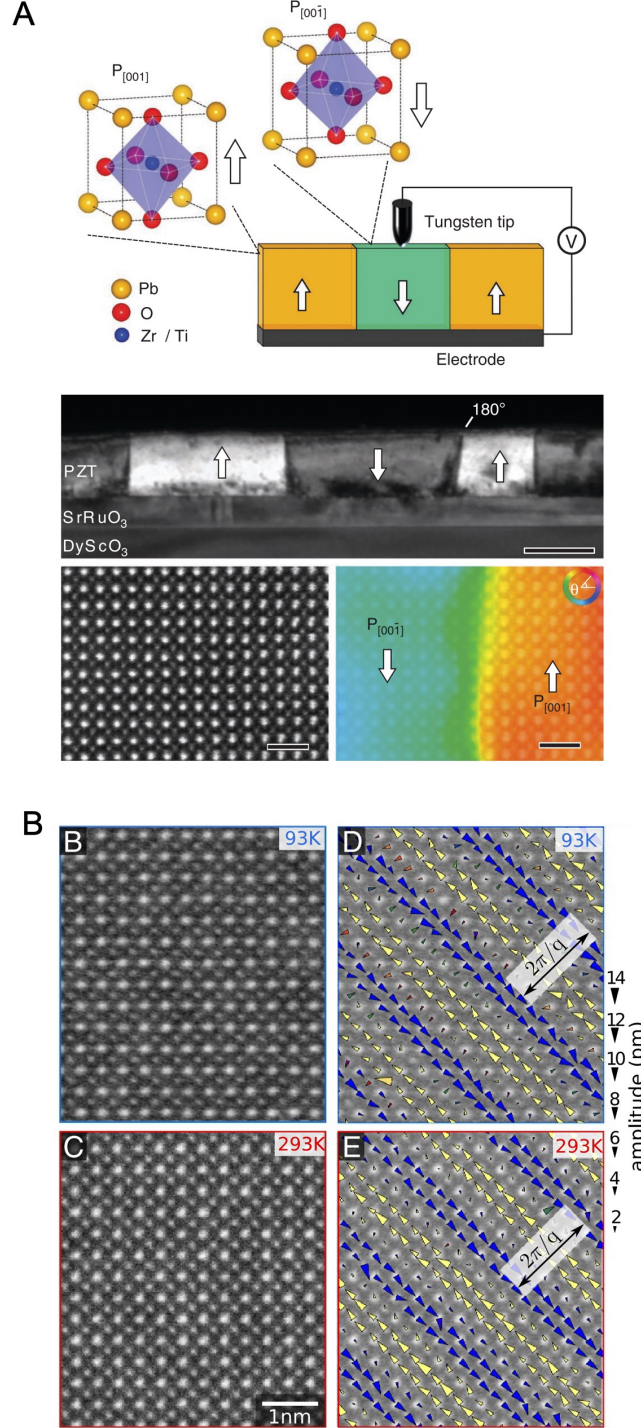 A
P[001]
P[001̄]
Tungsten tip
V
Pb
O
Zr / Ti
Electrode
180°
PZT
SrRuO3
DyScO3
θ
P[001̄]
P[001]
B
B
93K
D
93K
2π/q
C
293K
1nm
E
293K
2π/q
14
12
10
8
6
4
2
amplitude (pm)